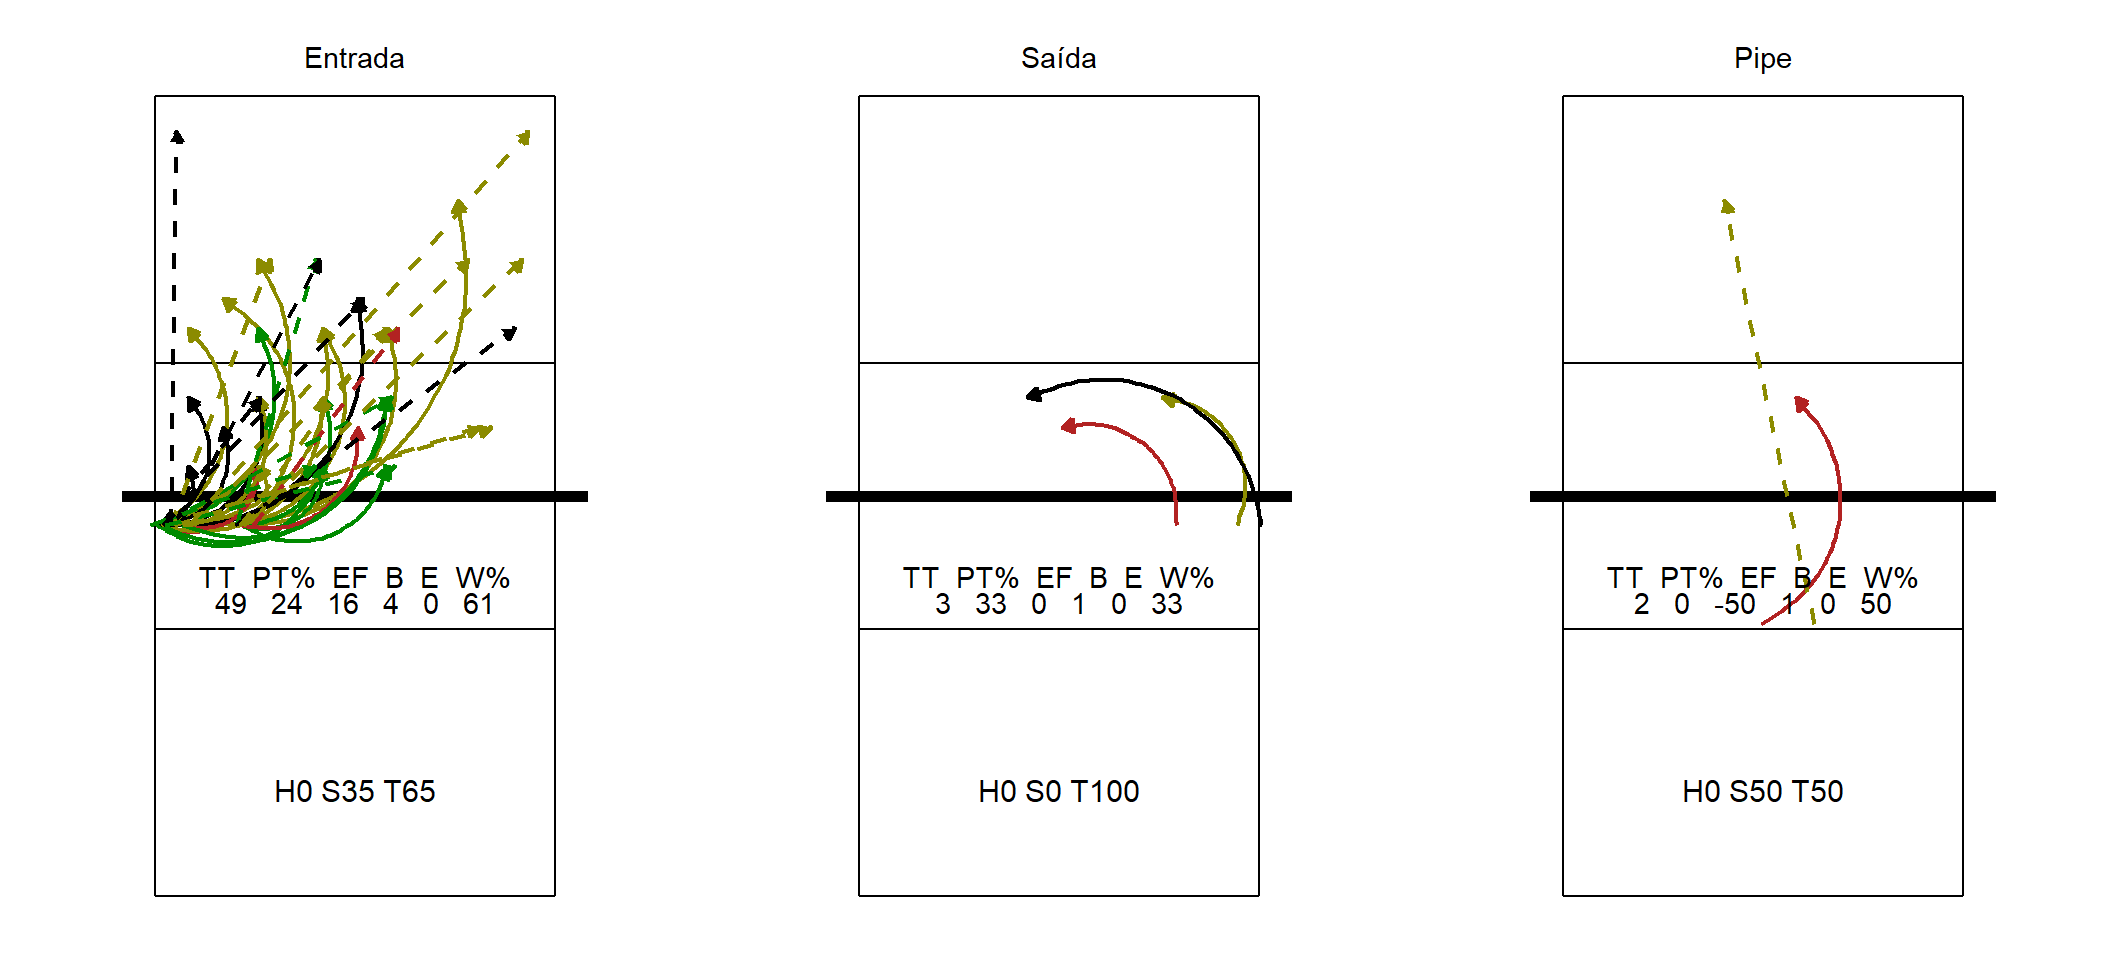 Entrada
TT PT% EF B E W%
49 24 16 4 0 61
H0 S35 T65
Saída
TT PT% EF B E W%
3 33 0 1 0 33
H0 S0 T100
Pipe
TT PT% EF B E W%
2 0 -50 1 0 50
H0 S50 T50